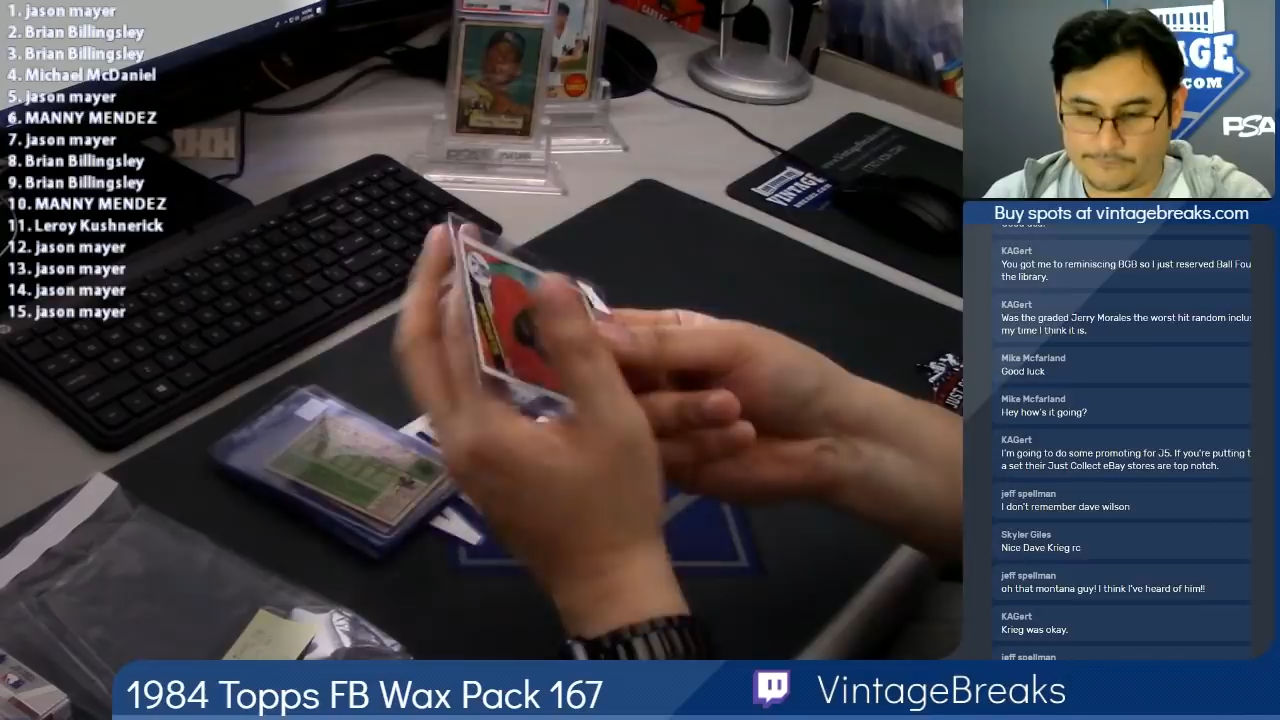 1. jason mayer
2. Brian Billingsley
3. Brian Billingsley
4. Michael McDaniel
5. jason mayer
6. MANNY MENDEZ
7. jason mayer
8. Brian Billingsley
9. Brian Billingsley
10. MANNY MENDEZ
11. Leroy Kushnerick
12. jason mayer
13. jason mayer
14. jason mayer
15. jason mayer
VINTAGE
PSA
Buy spots at vintagebreaks.com
KAGert
You got me to reminiscing BGB so I just reserved Ball Fou
the library.
KAGert
Was the graded Jerry Morales the worst hit random inclu
my time I think it is.
Mike Mcfarland
Good luck
Mike Mcfarland
Hey how's it going?
KAGert
I'm going to do some promoting for J5. If you're putting t
a set their Just Collect eBay stores are top notch.
jeff spellman
I don't remember dave wilson
Skyler Giles
Nice Dave Krieg rc
jeff spellman
oh that montana guy! I think I've heard of him!!
KAGert
Krieg was okay.
jeff spellman
1984 Topps FB Wax Pack 167
VintageBreaks